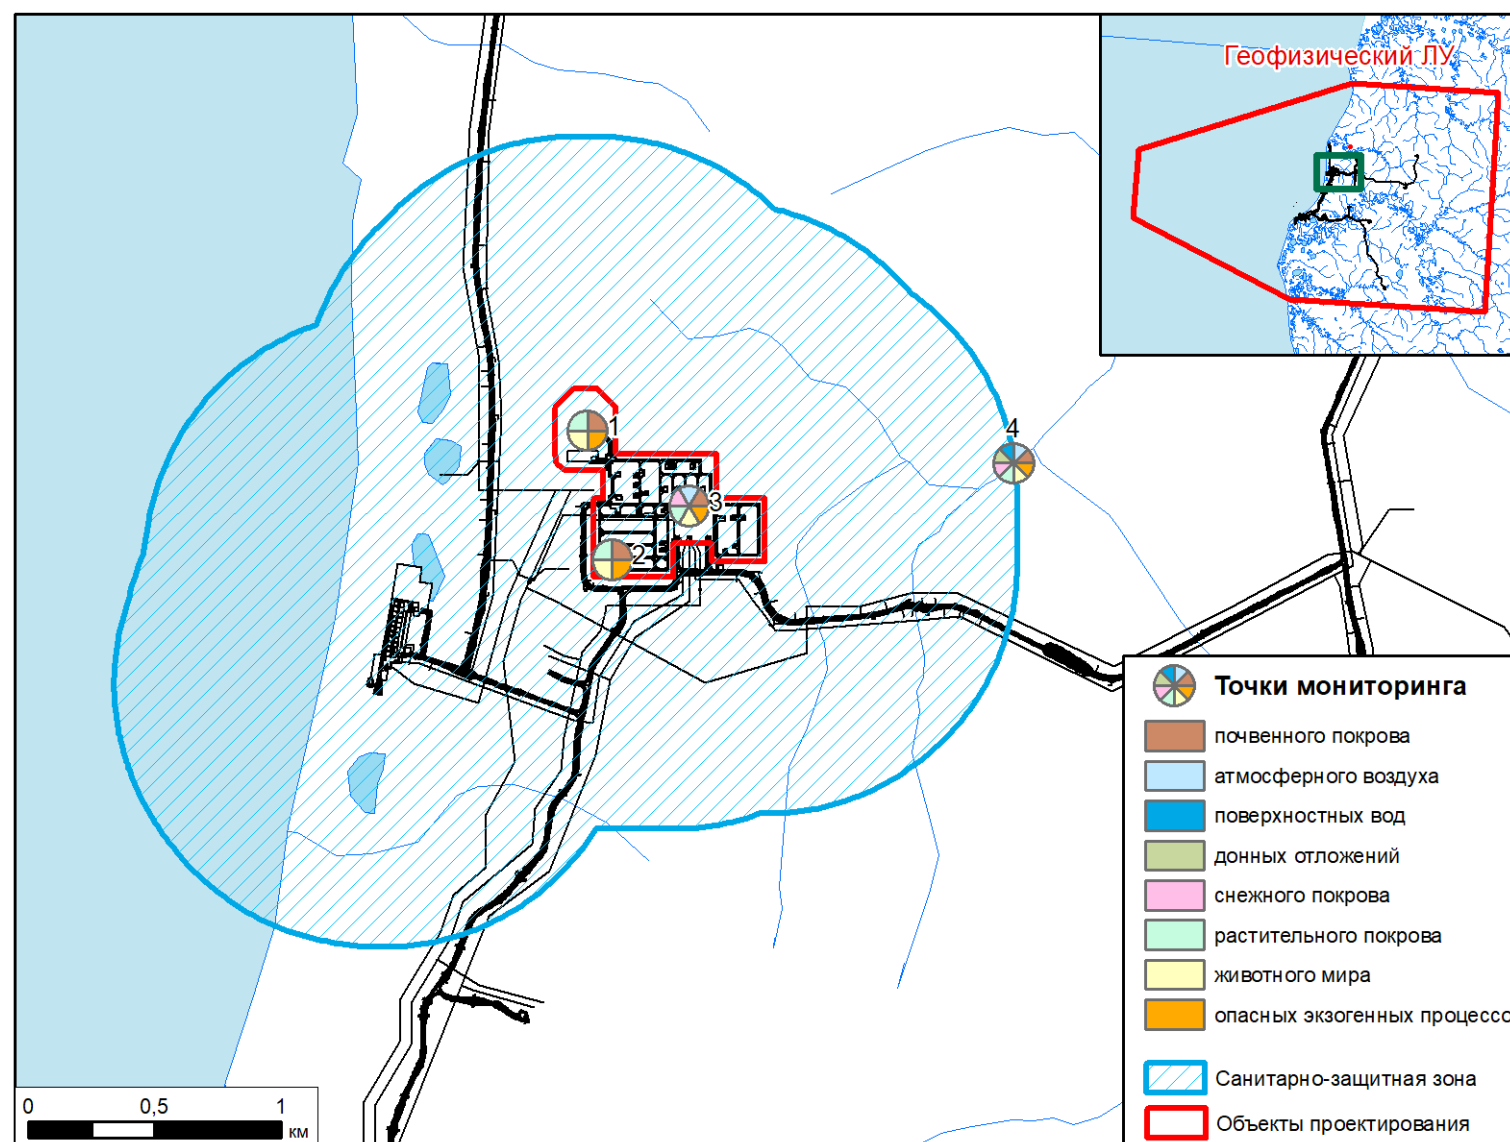 Геофизический ЛУ
4
1
3
2
Точки мониторинга
почвенного покрова
атмосферного воздуха
поверхностных вод
донных отложений
снежного покрова
растительного покрова
животного мира
опасных экзогенных процессо
Санитарно-защитная зона
Объекты проектирования
0 0,5 1
км